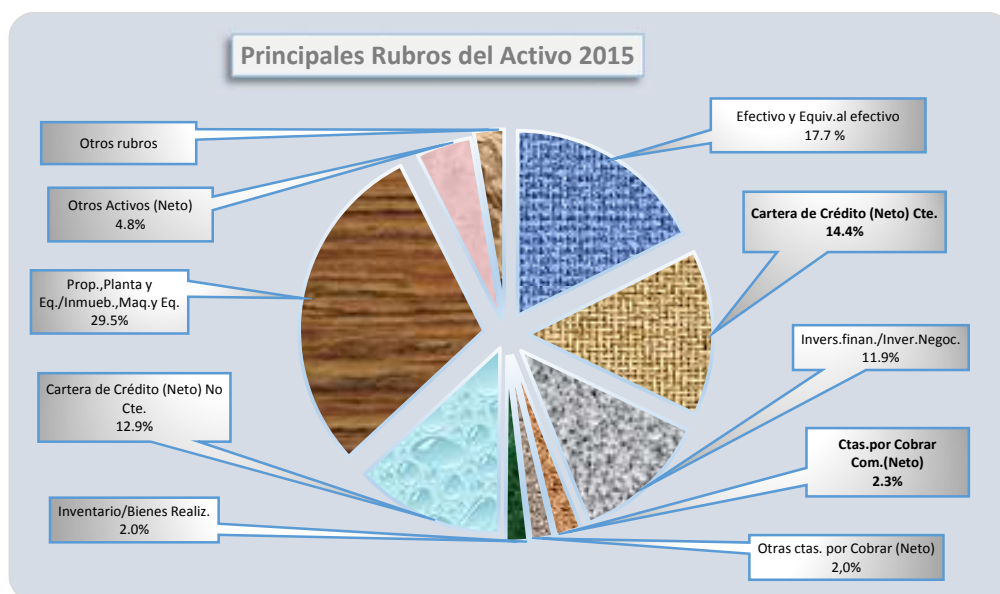 Principales Rubros del Activo 2015
Efectivo y Equiv.al efectivo
17.7 %
Cartera de Crédito (Neto) Cte.
14.4%
Invers.finan./Inver.Negoc.
11.9%
Ctas.por Cobrar
Com.(Neto)
2.3%
Otras ctas. por Cobrar (Neto)
2,0%
Inventario/Bienes Realiz.
2.0%
Cartera de Crédito (Neto) No
Cte.
12.9%
Prop.,Planta y
Eq./Inmueb.,Maq.y Eq.
29.5%
Otros Activos (Neto)
4.8%
Otros rubros